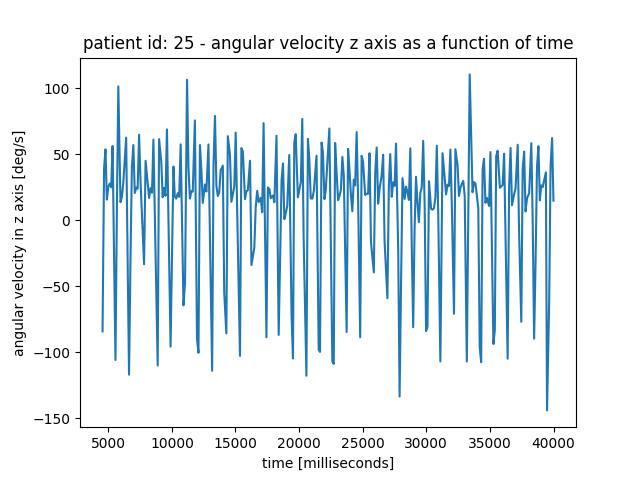 patient id: 25 - angular velocity z axis as a function of time
angular velocity in z axis [deg/s]
100
50
0
−50
−100
−150
5000 10000 15000 20000 25000 30000 35000 40000
time [milliseconds]